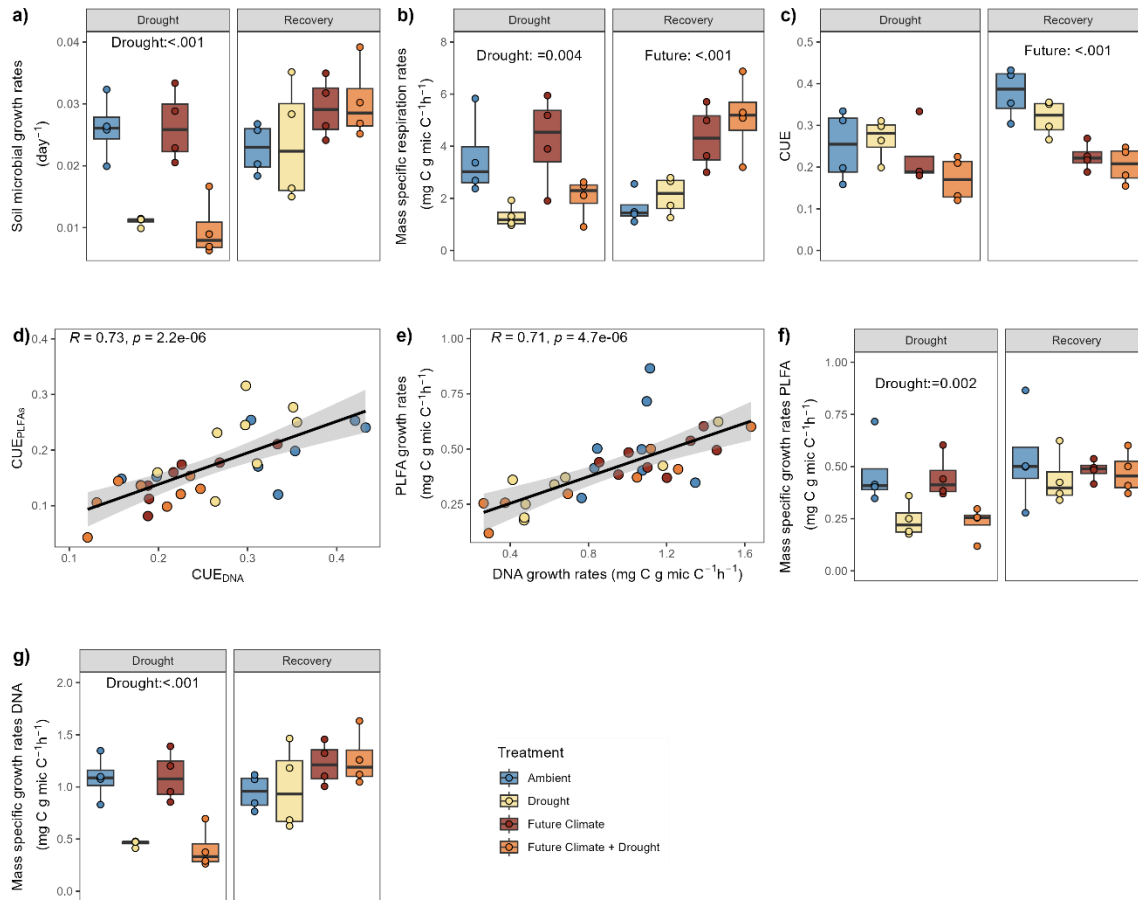 a)
Drought
Recovery
Drought:<.001
Soil microbial growth rates
(day⁻¹)
0.04
0.03
0.02
0.01
b)
Drought
Recovery
Drought: =0.004
Future: <.001
Mass specific respiration rates
(mg C g mic C⁻¹h⁻¹)
8
6
4
2
0
c)
Drought
Recovery
Future: <.001
CUE
0.5
0.4
0.3
0.2
0.1
0.0
d)
R = 0.73, p = 2.2e-06
CUE_PLFAs
0.3
0.2
0.1
0.1
0.2
0.3
0.4
CUE_DNA
e)
R = 0.71, p = 4.7e-06
PLFA growth rates
(mg C g mic C⁻¹h⁻¹)
1.00
0.75
0.50
0.25
0.4
0.8
1.2
1.6
DNA growth rates (mg C g mic C⁻¹h⁻¹)
f)
Drought
Recovery
Drought:=0.002
Mass specific growth rates PLFA
(mg C g mic C⁻¹h⁻¹)
1.00
0.75
0.50
0.25
0.00
g)
Drought
Recovery
Drought:<.001
Mass specific growth rates DNA
(mg C g mic C⁻¹h⁻¹)
2.0
1.5
1.0
0.5
0.0
Treatment
Ambient
Drought
Future Climate
Future Climate + Drought